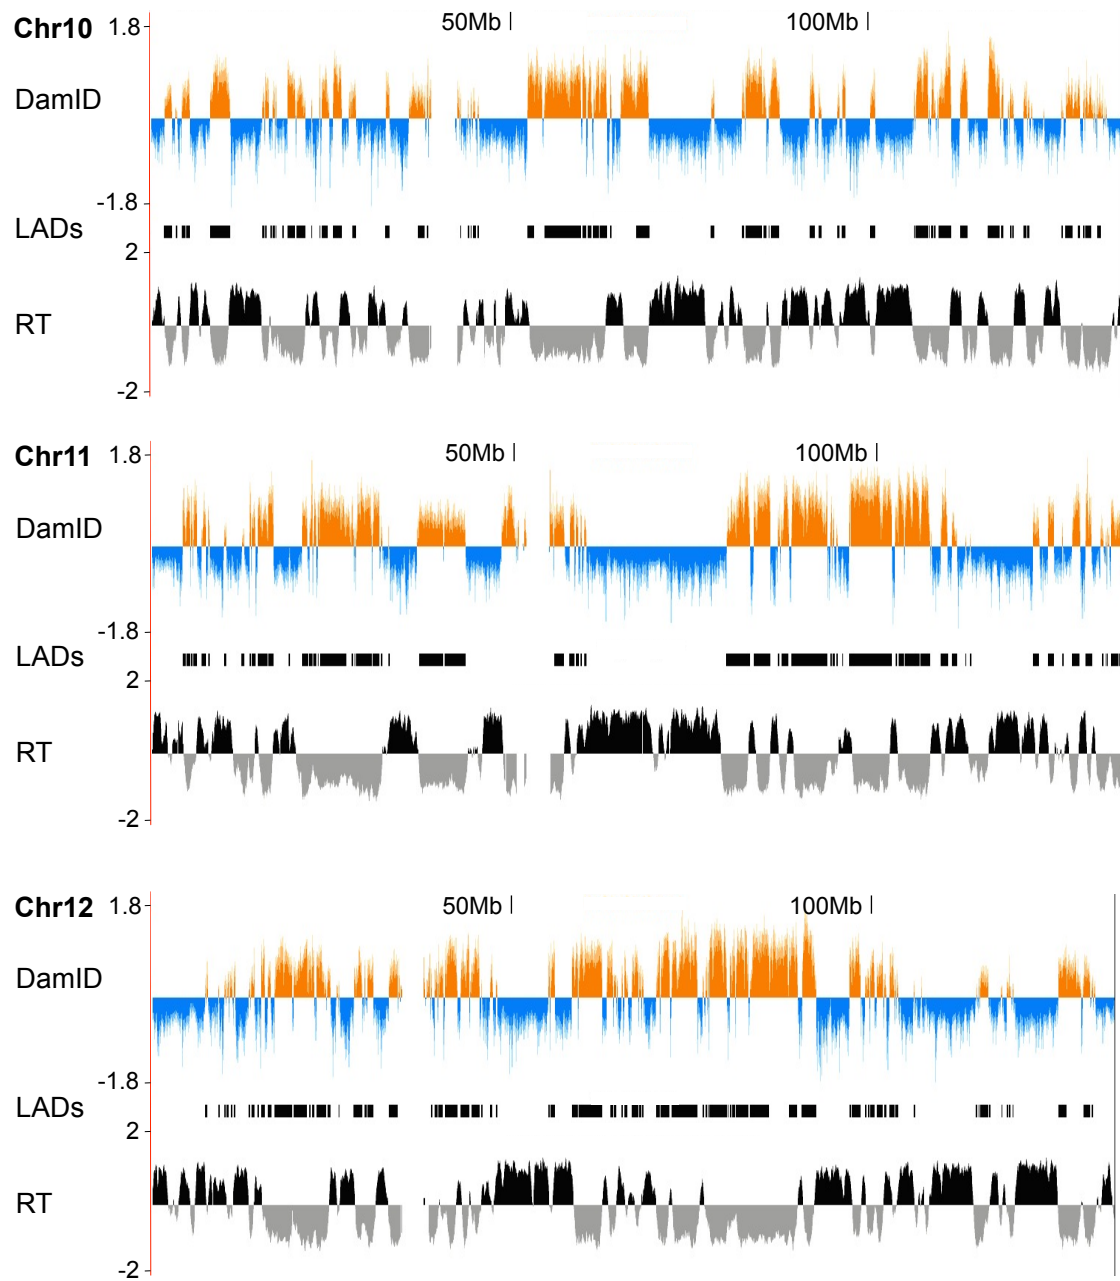 Chr10 1.8 50Mb 100Mb
DamID
-1.8
LADs
2
RT
-2
Chr11 1.8 50Mb 100Mb
DamID
-1.8
LADs
2
RT
-2
Chr12 1.8 50Mb 100Mb
DamID
-1.8
LADs
2
RT
-2